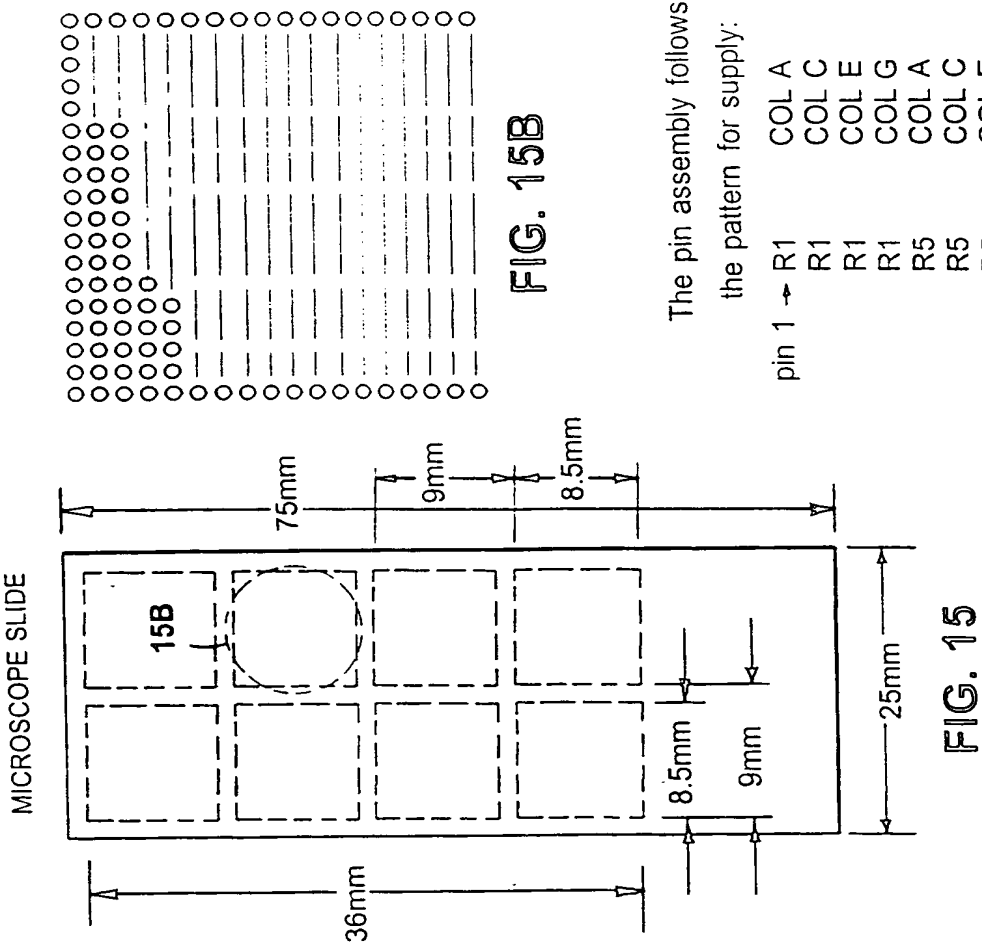 MICROSCOPE SLIDE
15B
36mm
75mm
9mm
8.5mm
8.5mm
9mm
25mm
FIG. 15
FIG. 15B
The pin assembly follows
the pattern for supply:
pin 1 → R1 COL A
R1 COL C
R1 COL E
R1 COL G
R5 COL A
R5 COL C